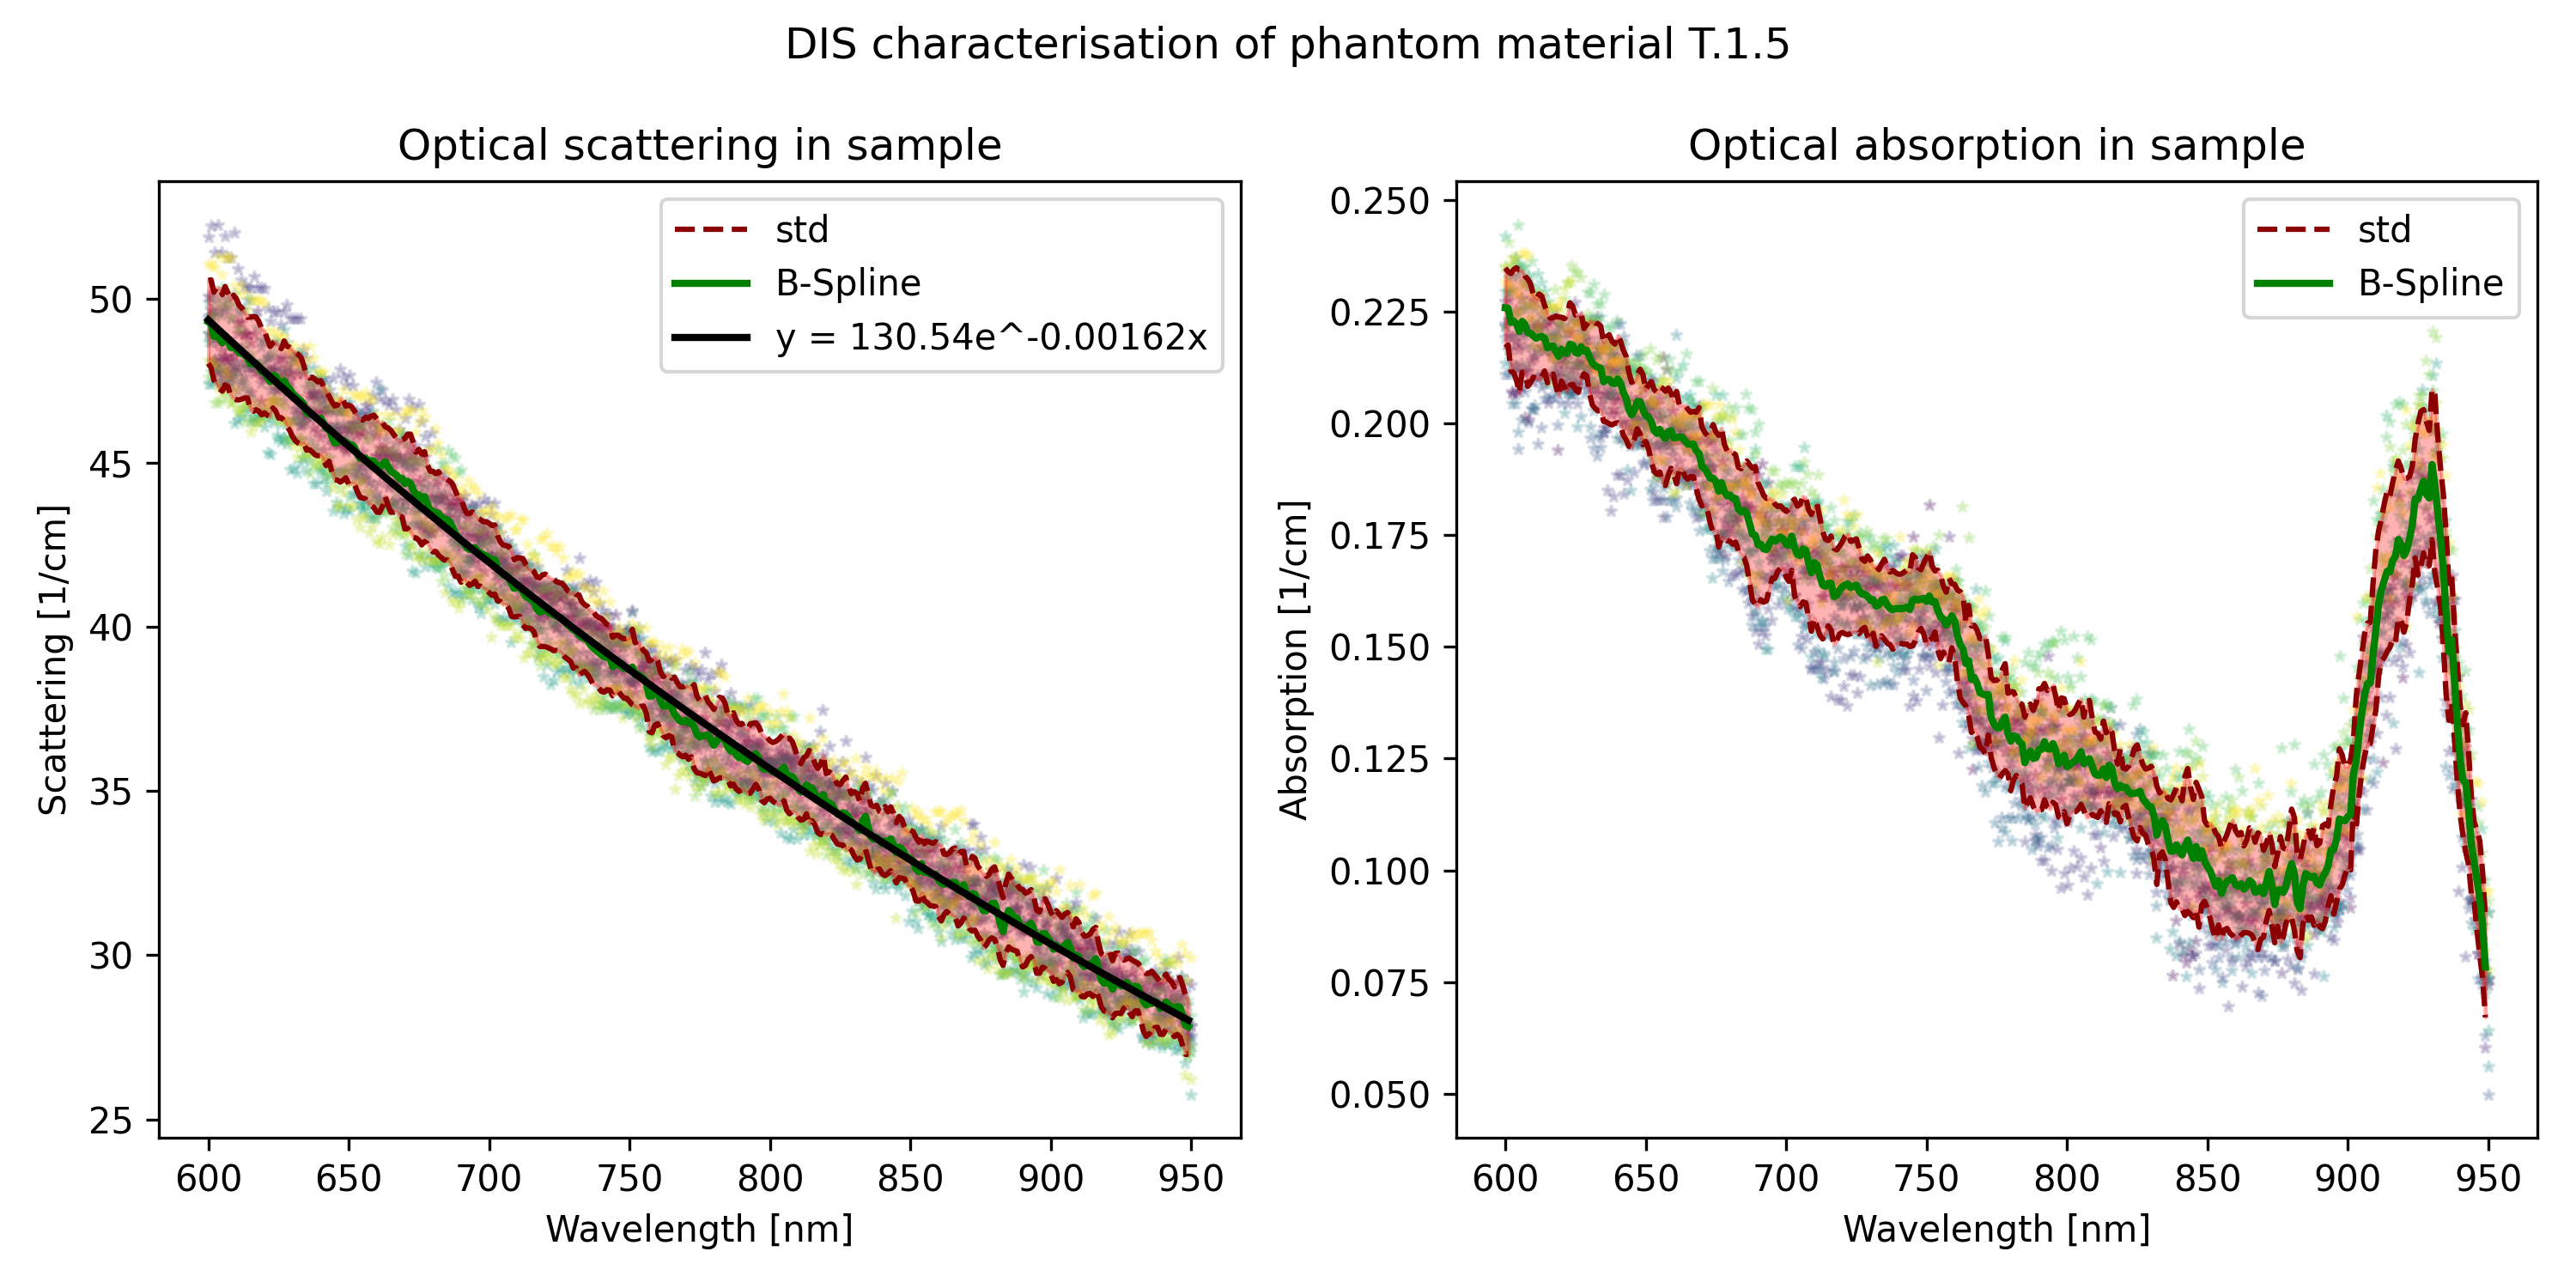 DIS characterisation of phantom material T.1.5
Optical scattering in sample
std
B-Spline
y = 130.54e^-0.00162x
50
45
40
35
30
25
Scattering [1/cm]
600 650 700 750 800 850 900 950
Wavelength [nm]
Optical absorption in sample
std
B-Spline
0.250
0.225
0.200
0.175
0.150
0.125
0.100
0.075
0.050
Absorption [1/cm]
600 650 700 750 800 850 900 950
Wavelength [nm]